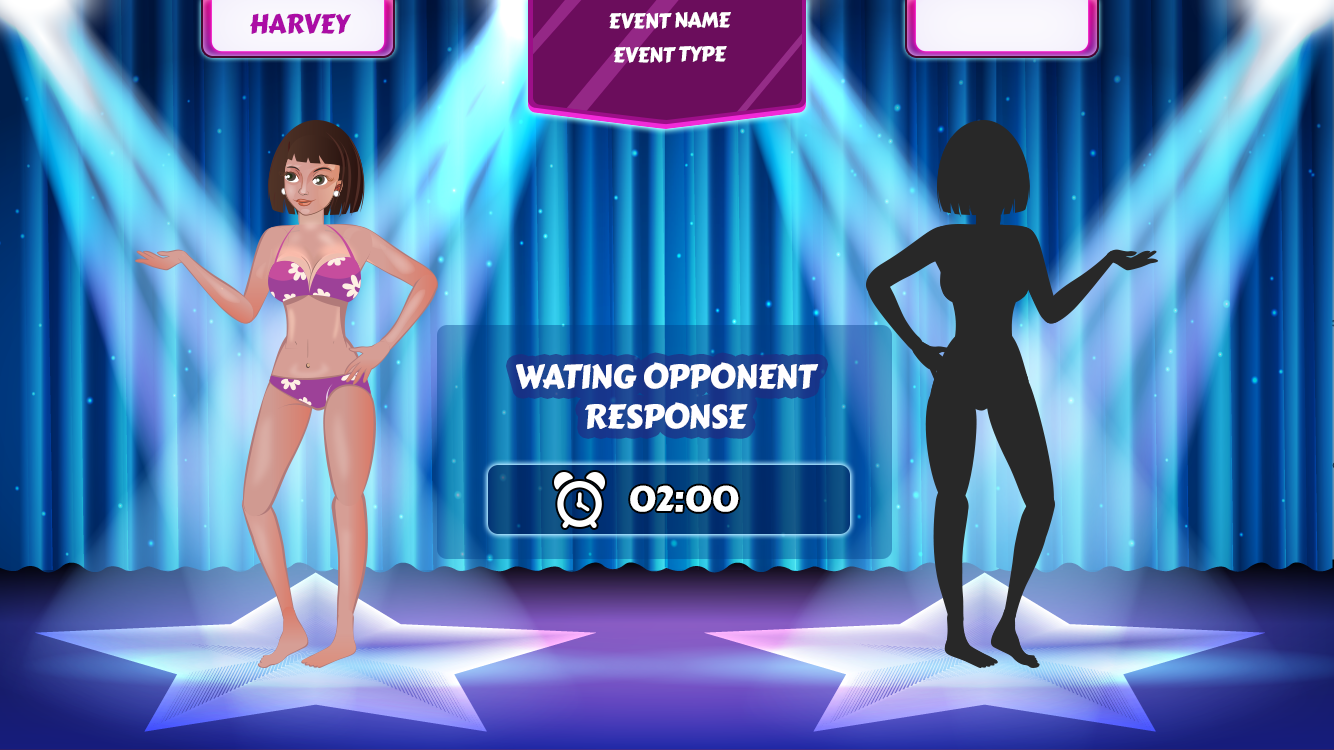 HARVEY
EVENT NAME
EVENT TYPE
WATING OPPONENT
RESPONSE
02:00